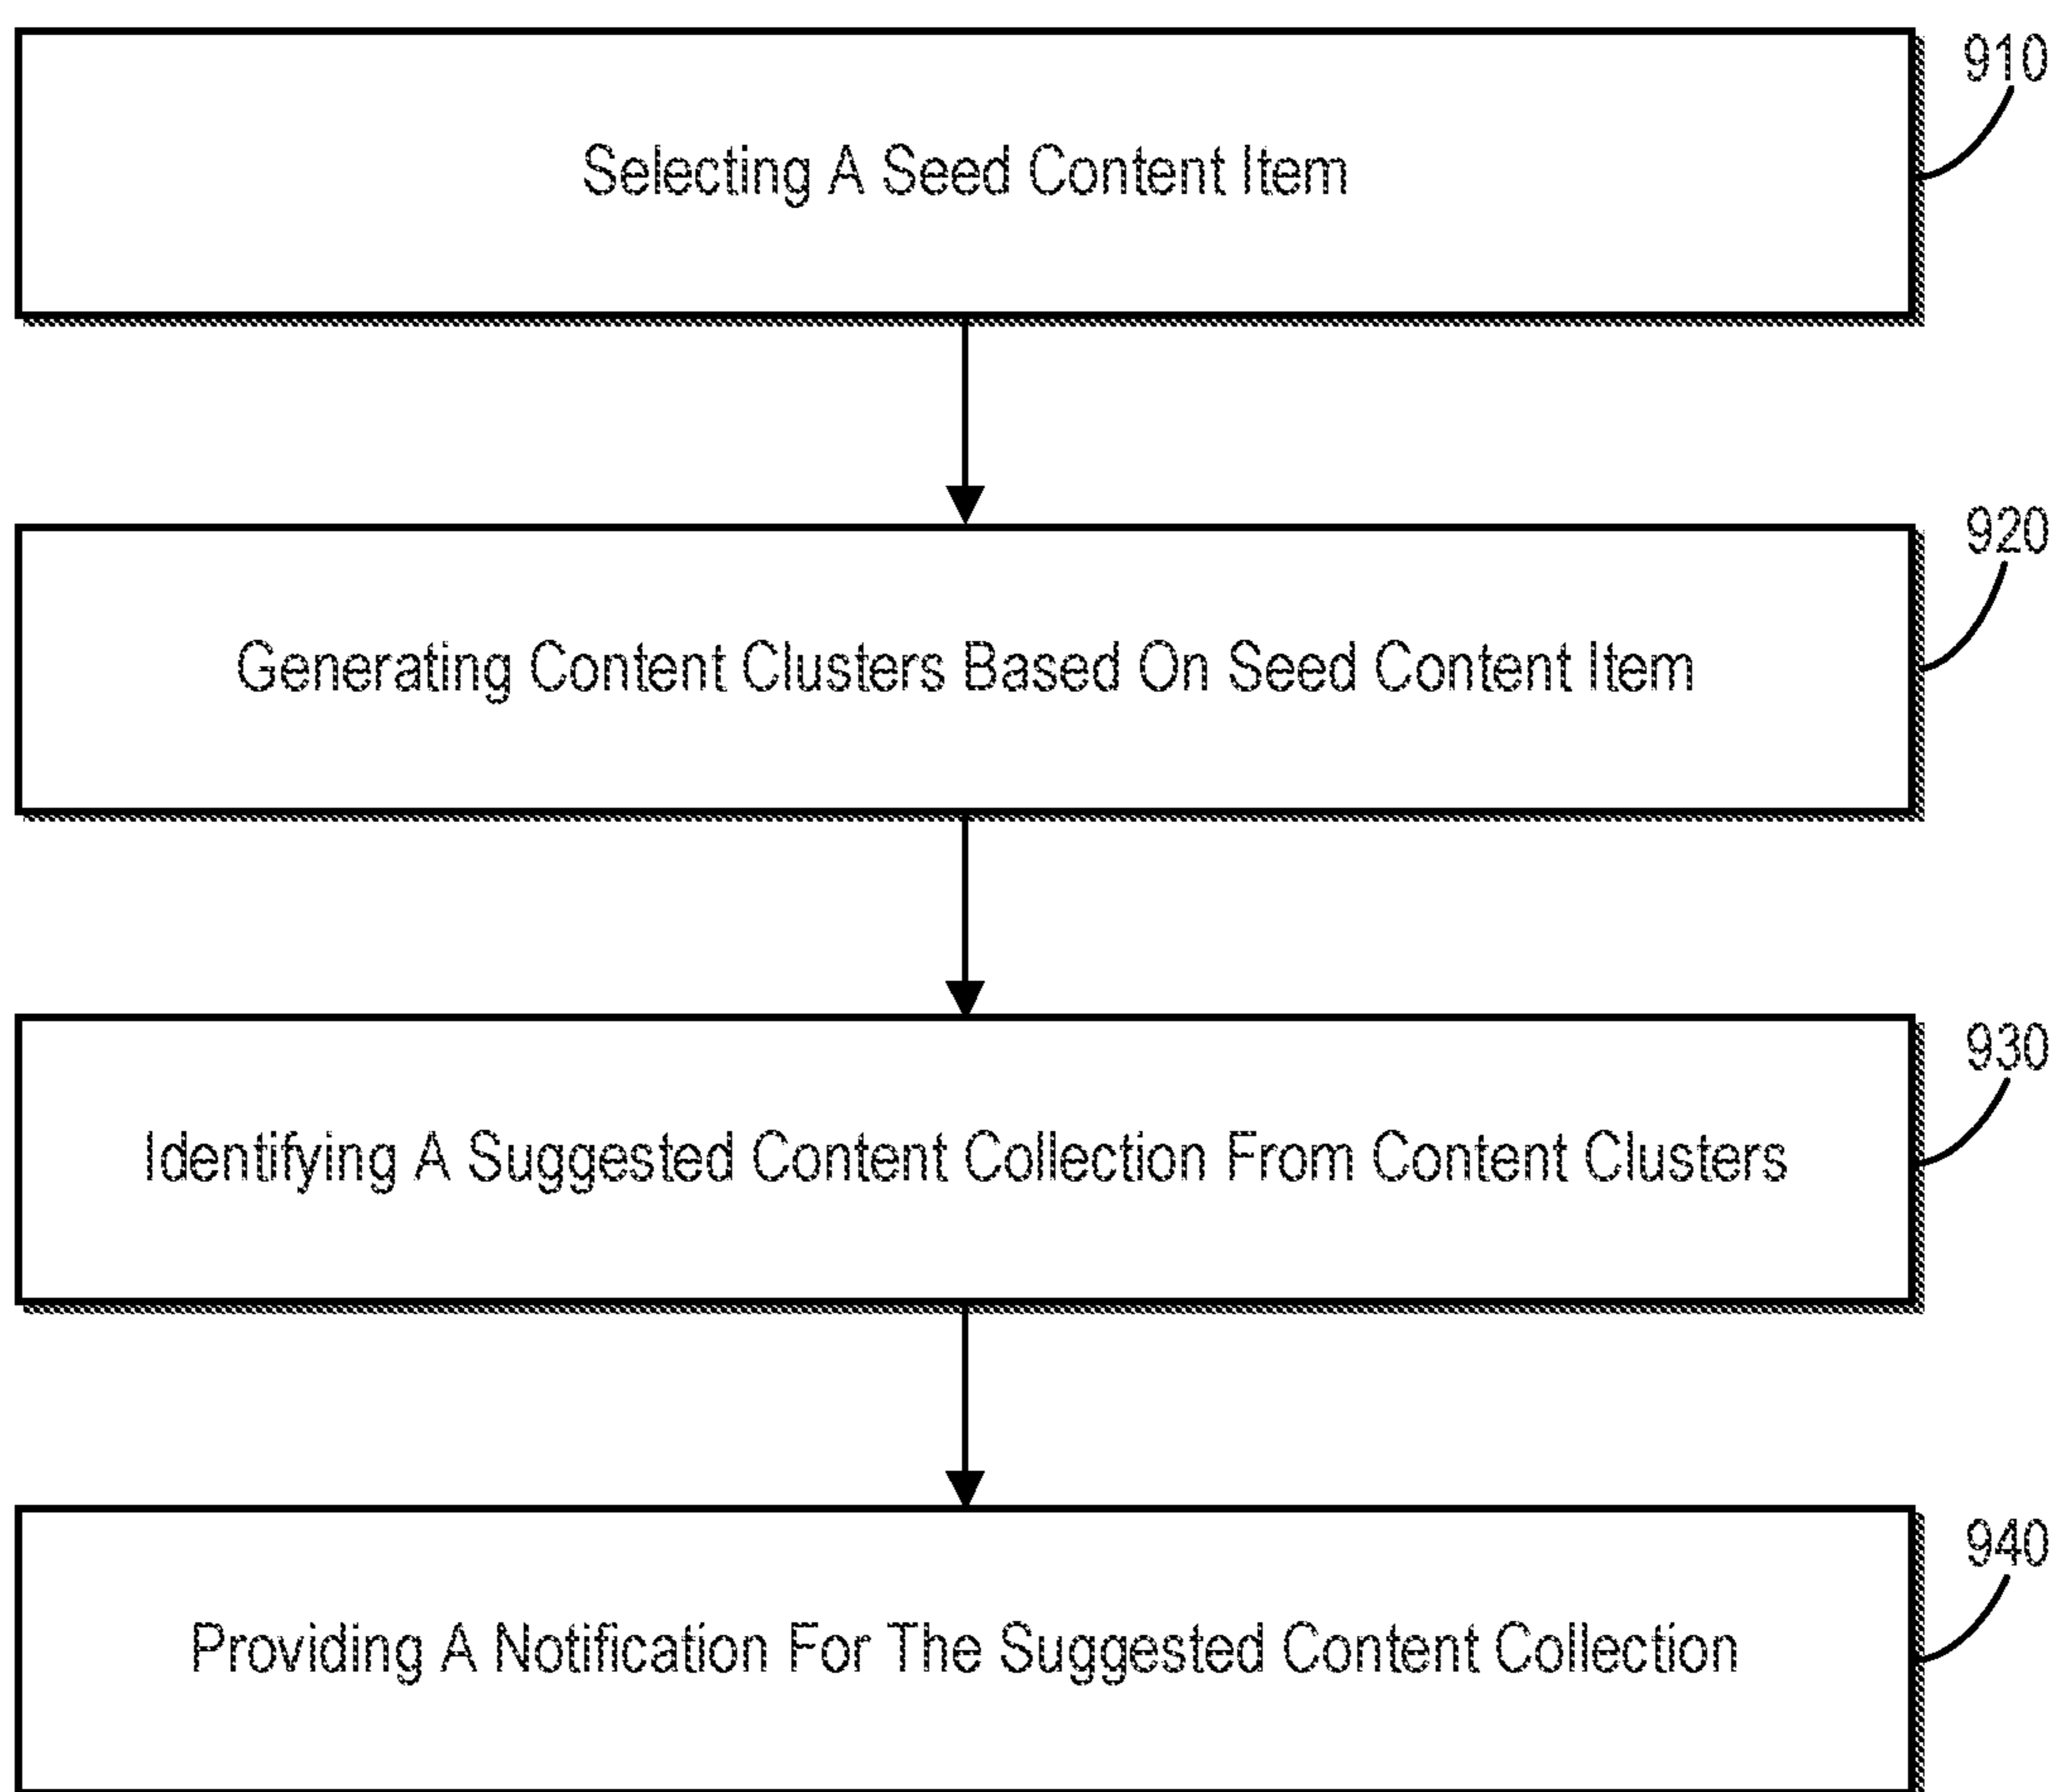 910
Selecting A Seed Content Item
920
Generating Content Clusters Based On Seed Content Item
930
Identifying A Suggested Content Collection From Content Clusters
940
Providing A Notification For The Suggested Content Collection